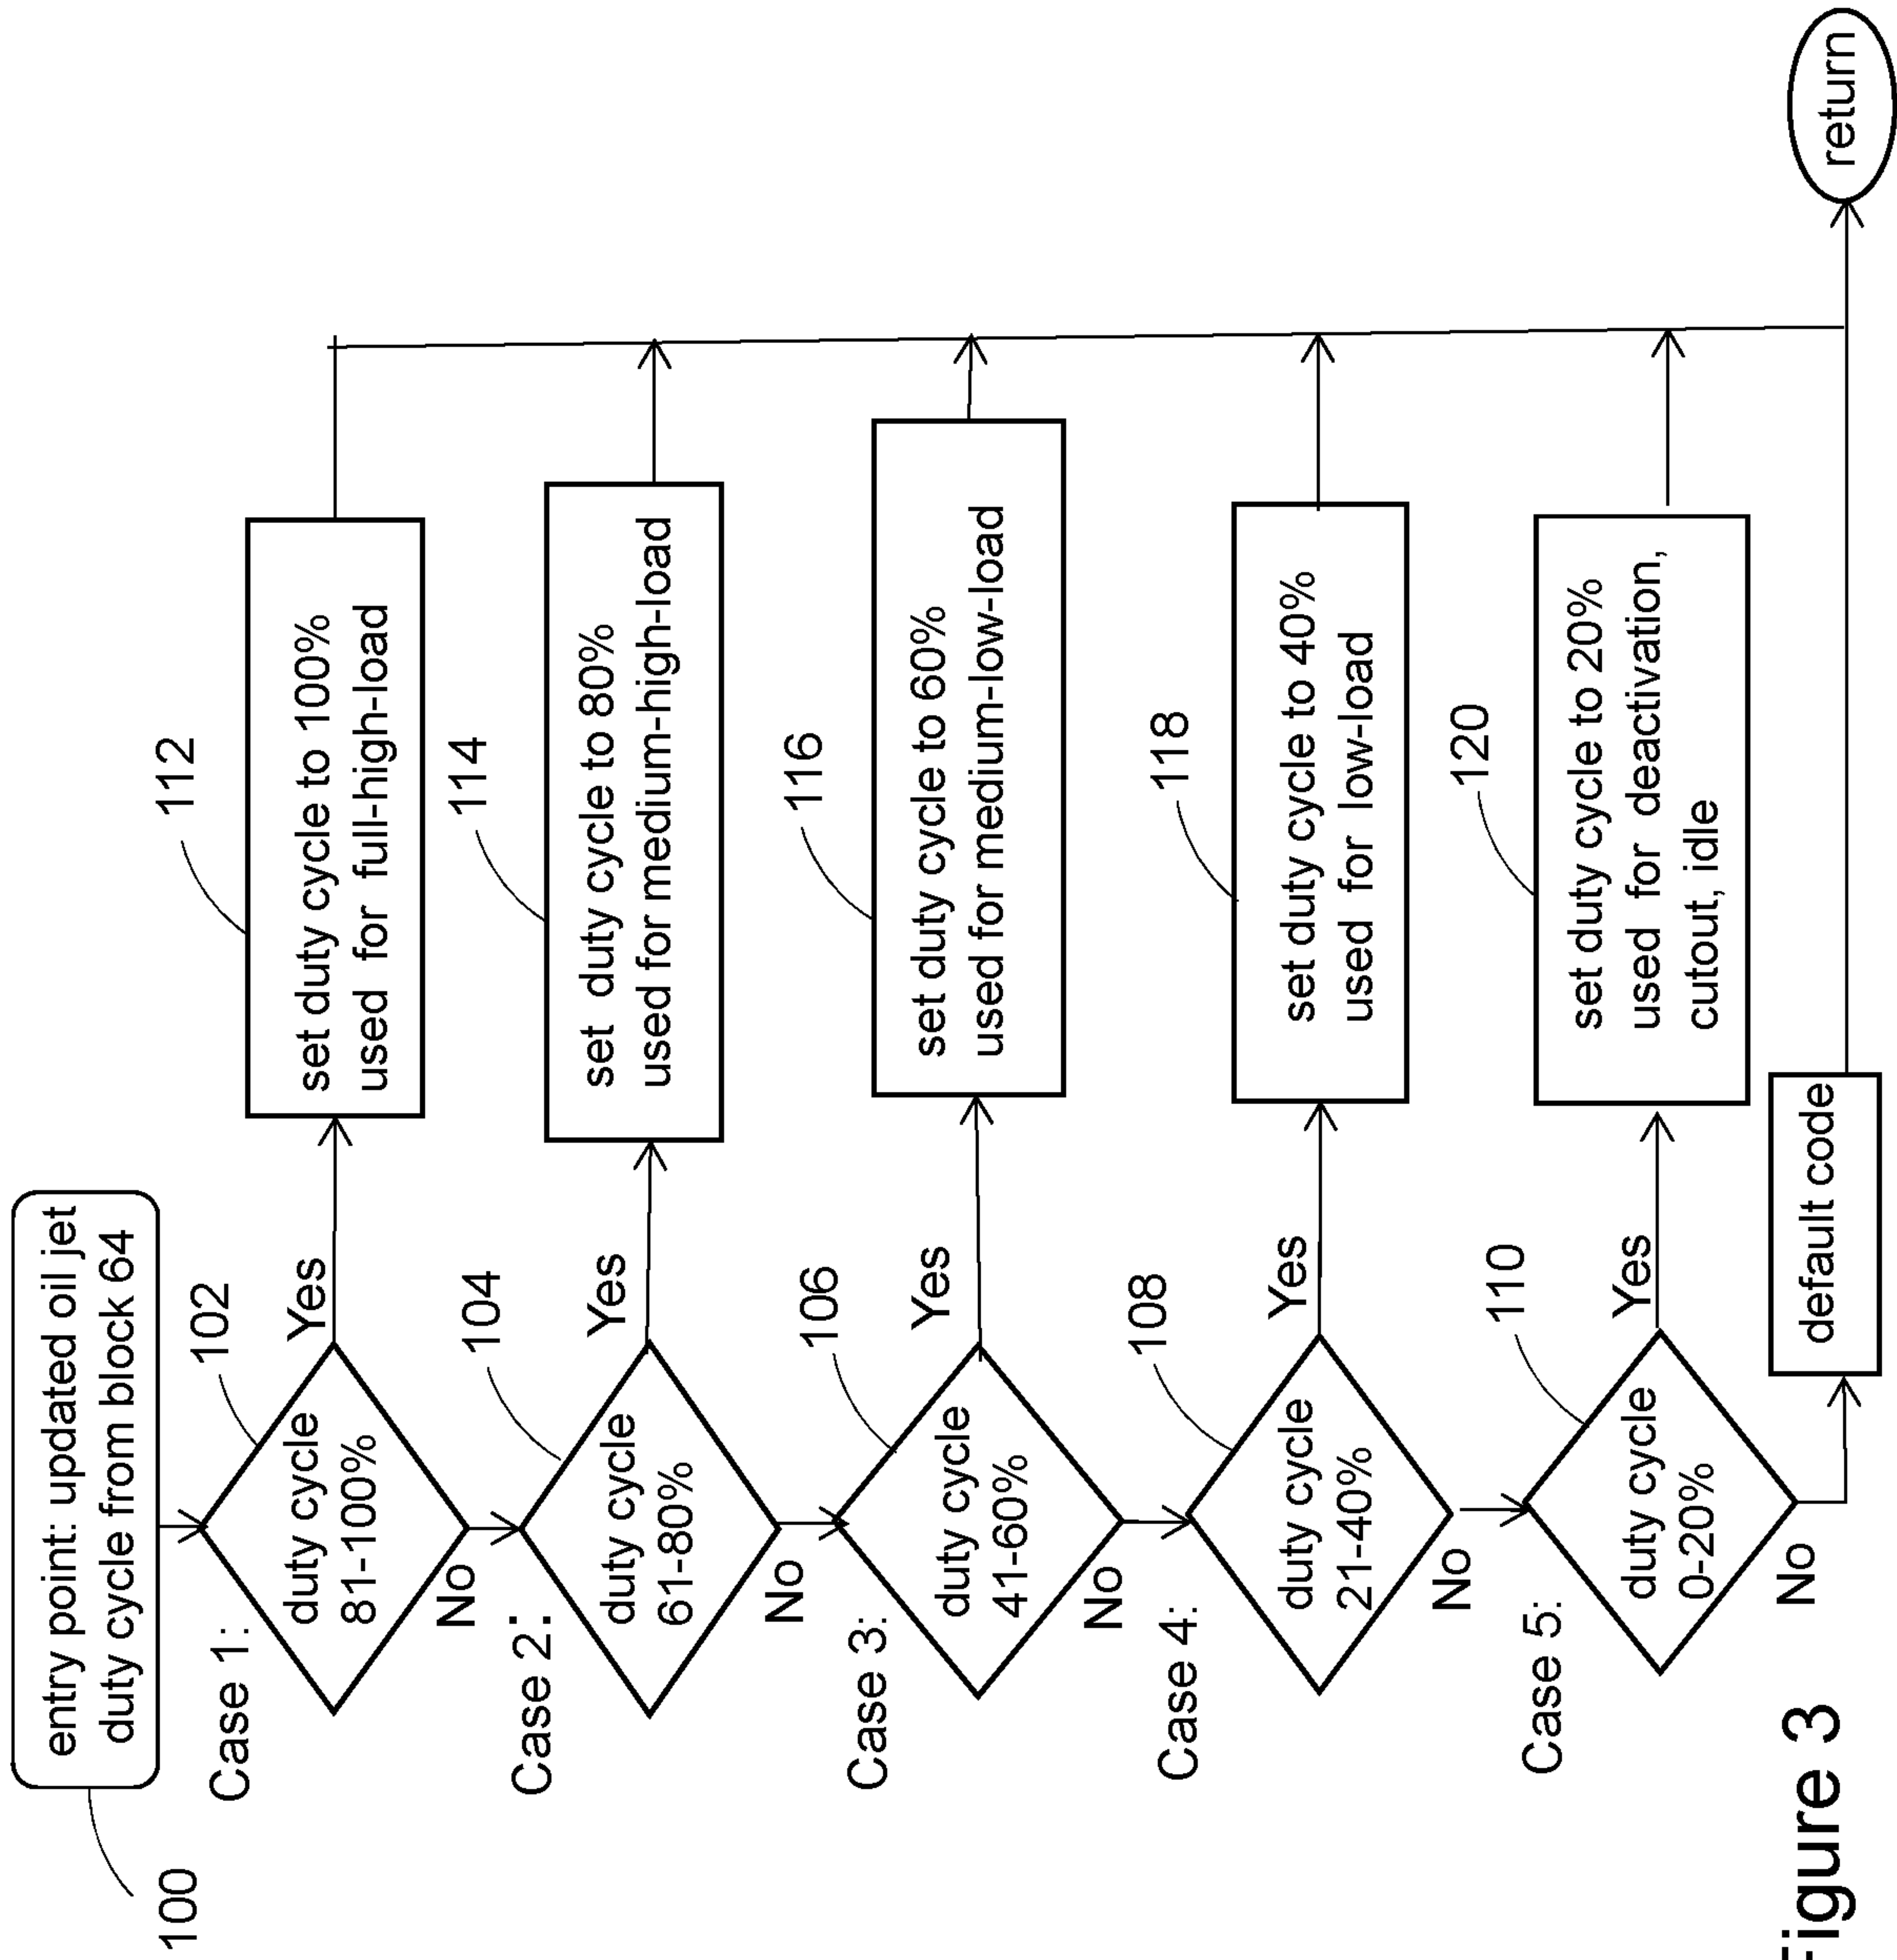 entry point: updated oil jet
duty cycle from block 64
100
Case 1:
duty cycle
81-100%
102
Yes
No
set duty cycle to 100%
used for full-high-load
112
Case 2:
duty cycle
61-80%
104
Yes
No
set duty cycle to 80%
used for medium-high-load
114
Case 3:
duty cycle
41-60%
106
Yes
No
set duty cycle to 60%
used for medium-low-load
116
Case 4:
duty cycle
21-40%
108
Yes
No
set duty cycle to 40%
used for low-load
118
Case 5:
duty cycle
0-20%
110
Yes
No
set duty cycle to 20%
used for deactivation,
cutout, idle
120
default code
return
Figure 3